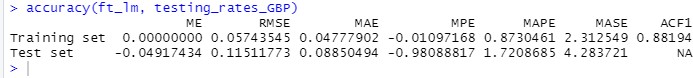 > accuracy(ft_lm, testing_rates_GBP)
ME RMSE MAE MPE MAPE MASE ACF1
Training set 0.00000000 0.05743545 0.04777902 -0.01097168 0.8730461 2.312549 0.88194
Test set -0.04917434 0.11511773 0.08850494 -0.98088817 1.7208685 4.283721 NA
>